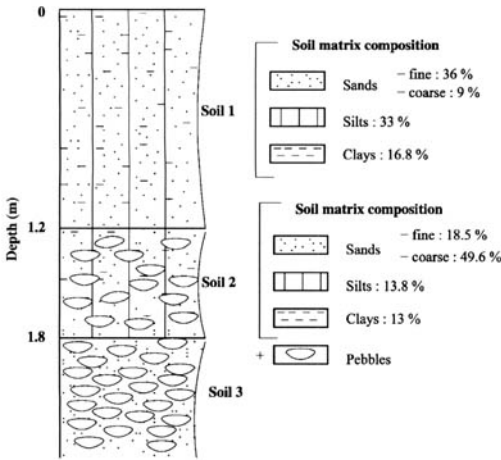 0
Depth (m)
Soil 1
1.2
Soil 2
1.8
Soil 3
Soil matrix composition
Sands
– fine : 36 %
– coarse : 9 %
Silts : 33 %
Clays : 16.8 %
Soil matrix composition
Sands
– fine : 18.5 %
– coarse : 49.6 %
Silts : 13.8 %
Clays : 13 %
+ Pebbles